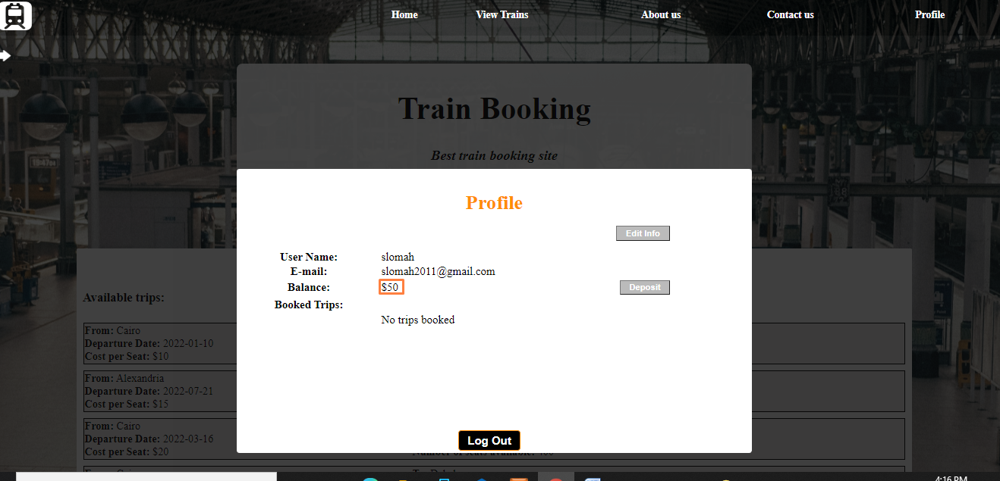 Home View Trains About us Contact us Profile
Train Booking
Best train booking site
Profile
Edit Info
User Name: slomah
E-mail: slomah2011@gmail.com
Balance: $50 Deposit
Booked Trips:
No trips booked
Log Out
Available trips:
From: Cairo
Departure Date: 2022-01-10
Cost per Seat: $10
From: Alexandria
Departure Date: 2022-07-21
Cost per Seat: $15
From: Cairo
Departure Date: 2022-03-16
Cost per Seat: $20
4:16 PM